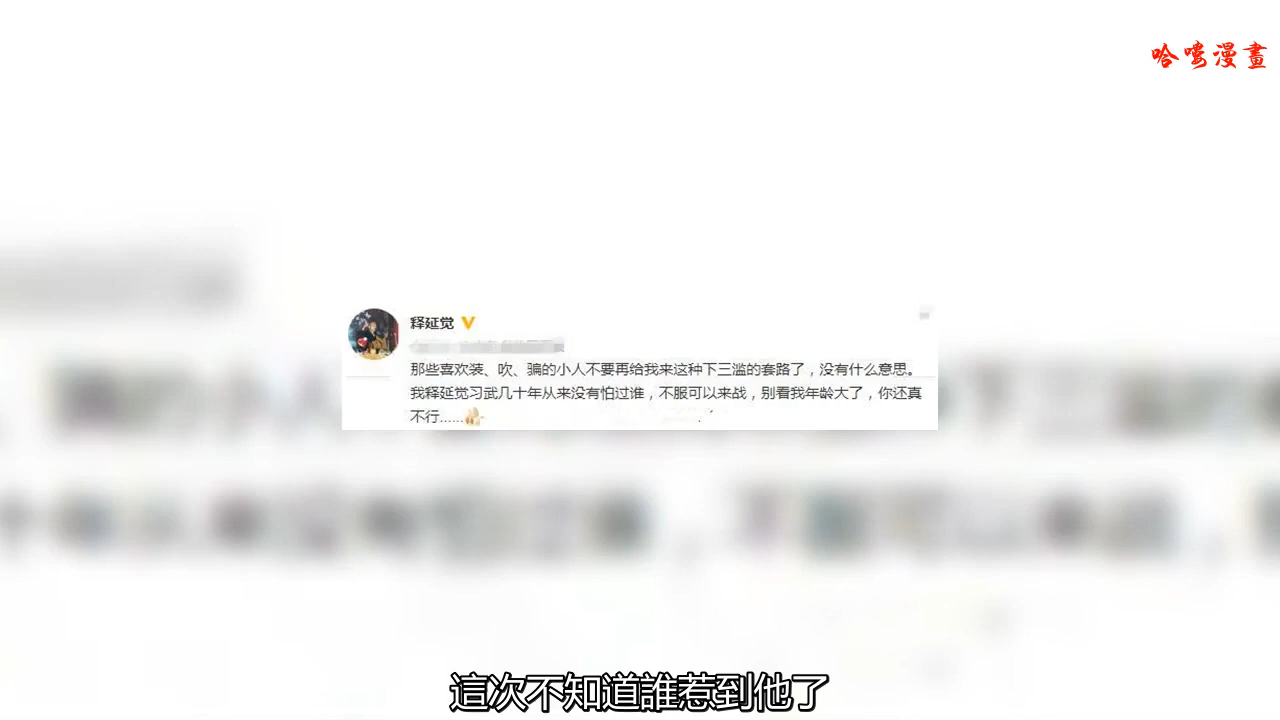 哈嘍漫畫
释延觉
那些喜欢装、吹、骗的小人不要再给我来这种下三滥的套路了，没有什么意思。
我释延觉习武几十年从来没有怕过谁，不服可以来战，别看我年龄大了，你还真
不行......
這次不知道誰惹到他了